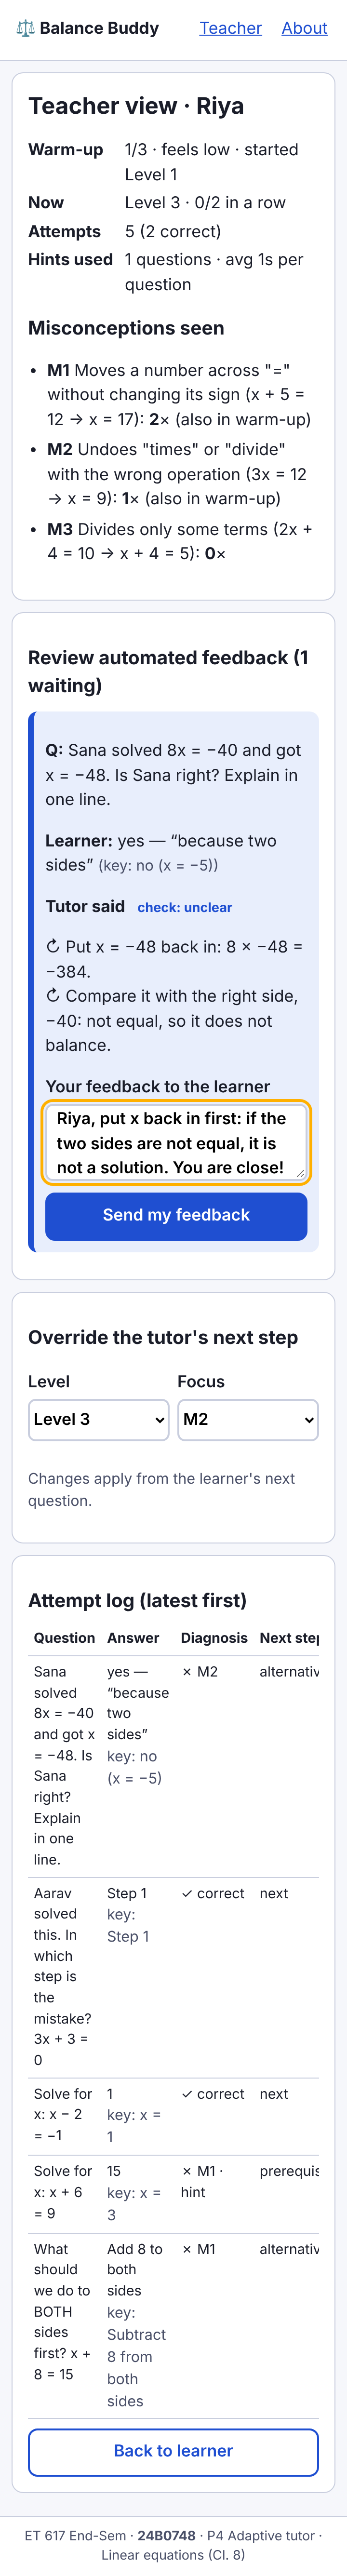 ⚖️ Balance Buddy Teacher About
Teacher view · Riya
Warm-up 1/3 · feels low · started
Level 1
Now Level 3 · 0/2 in a row
Attempts 5 (2 correct)
Hints used 1 questions · avg 1s per
question
Misconceptions seen
• M1 Moves a number across "="
without changing its sign (x + 5 =
12 → x = 17): 2× (also in warm-up)
• M2 Undoes "times" or "divide"
with the wrong operation (3x = 12
→ x = 9): 1× (also in warm-up)
• M3 Divides only some terms (2x +
4 = 10 → x + 4 = 5): 0×
Review automated feedback (1
waiting)
Q: Sana solved 8x = −40 and got
x = −48. Is Sana right? Explain in
one line.
Learner: yes — “because two
sides” (key: no (x = −5))
Tutor said check: unclear
↻ Put x = −48 back in: 8 × −48 =
−384.
↻ Compare it with the right side,
−40: not equal, so it does not
balance.
Your feedback to the learner
Riya, put x back in first: if the
two sides are not equal, it is
not a solution. You are close!
Send my feedback
Override the tutor's next step
Level Focus
Level 3 M2
Changes apply from the learner's next
question.
Attempt log (latest first)
Question Answer Diagnosis Next step
Sana
solved
8x = −40
and got x
= −48. Is
Sana
right?
Explain
in one
line.
yes —
“because
two
sides”
key: no
(x = −5)
✗ M2
alternativ
Aarav
solved
this. In
which
step is
the
mistake?
3x + 3 =
0
Step 1
key:
Step 1
✓ correct
next
Solve for
x: x − 2
= −1
1
key: x =
1
✓ correct
next
Solve for
x: x + 6
= 9
15
key: x =
3
✗ M1 ·
hint
prerequis
What
should
we do to
BOTH
sides
first? x +
8 = 15
Add 8 to
both
sides
key:
Subtract
8 from
both
sides
✗ M1
alternativ
Back to learner
ET 617 End-Sem · 24B0748 · P4 Adaptive tutor ·
Linear equations (Cl. 8)